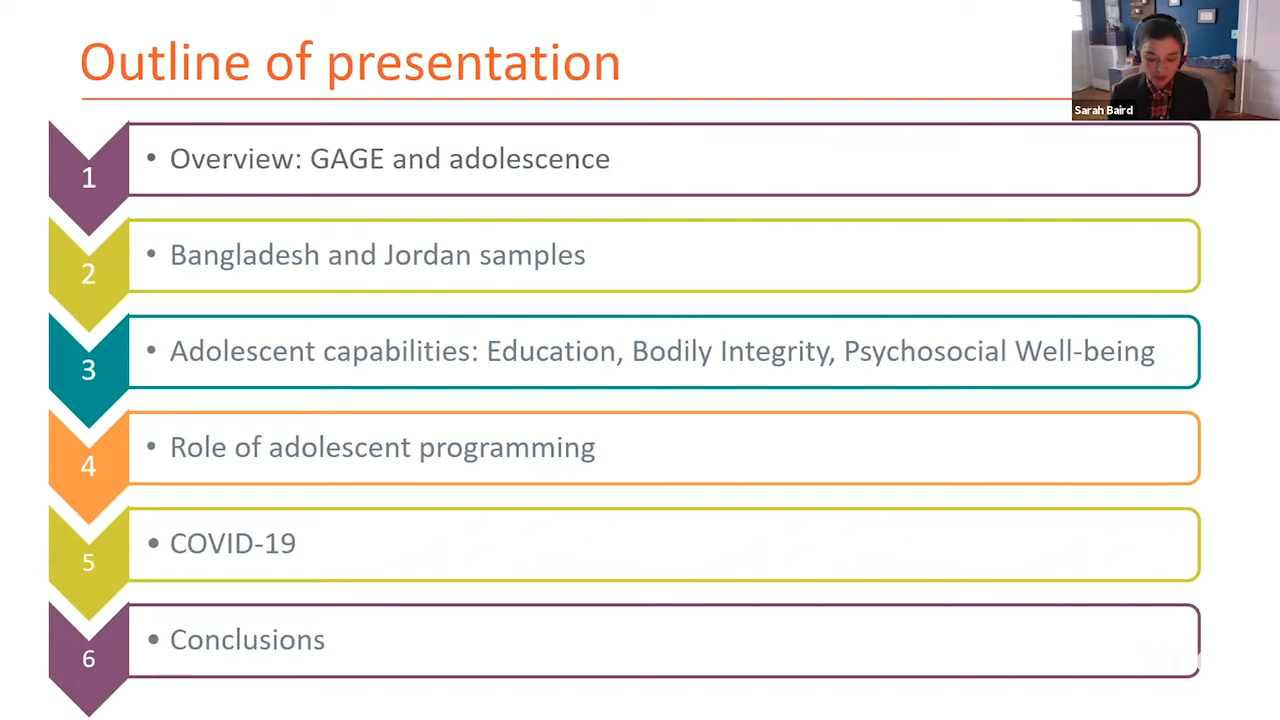 Outline of presentation
Sarah Baird
1
• Overview: GAGE and adolescence
2
• Bangladesh and Jordan samples
3
• Adolescent capabilities: Education, Bodily Integrity, Psychosocial Well-being
4
• Role of adolescent programming
5
• COVID-19
6
• Conclusions